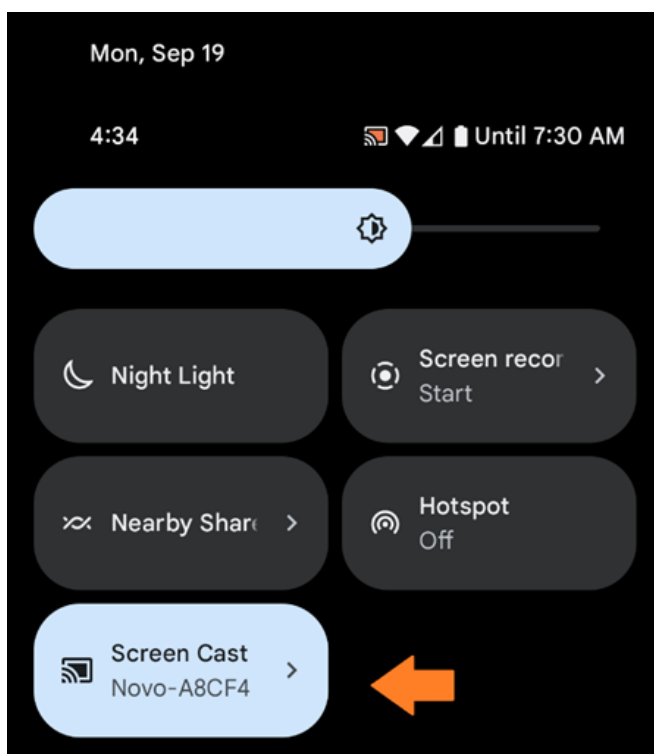 Mon, Sep 19
4:34 Until 7:30 AM
Night Light
Screen recor
Start
Nearby Share
Hotspot
Off
Screen Cast
Novo-A8CF4